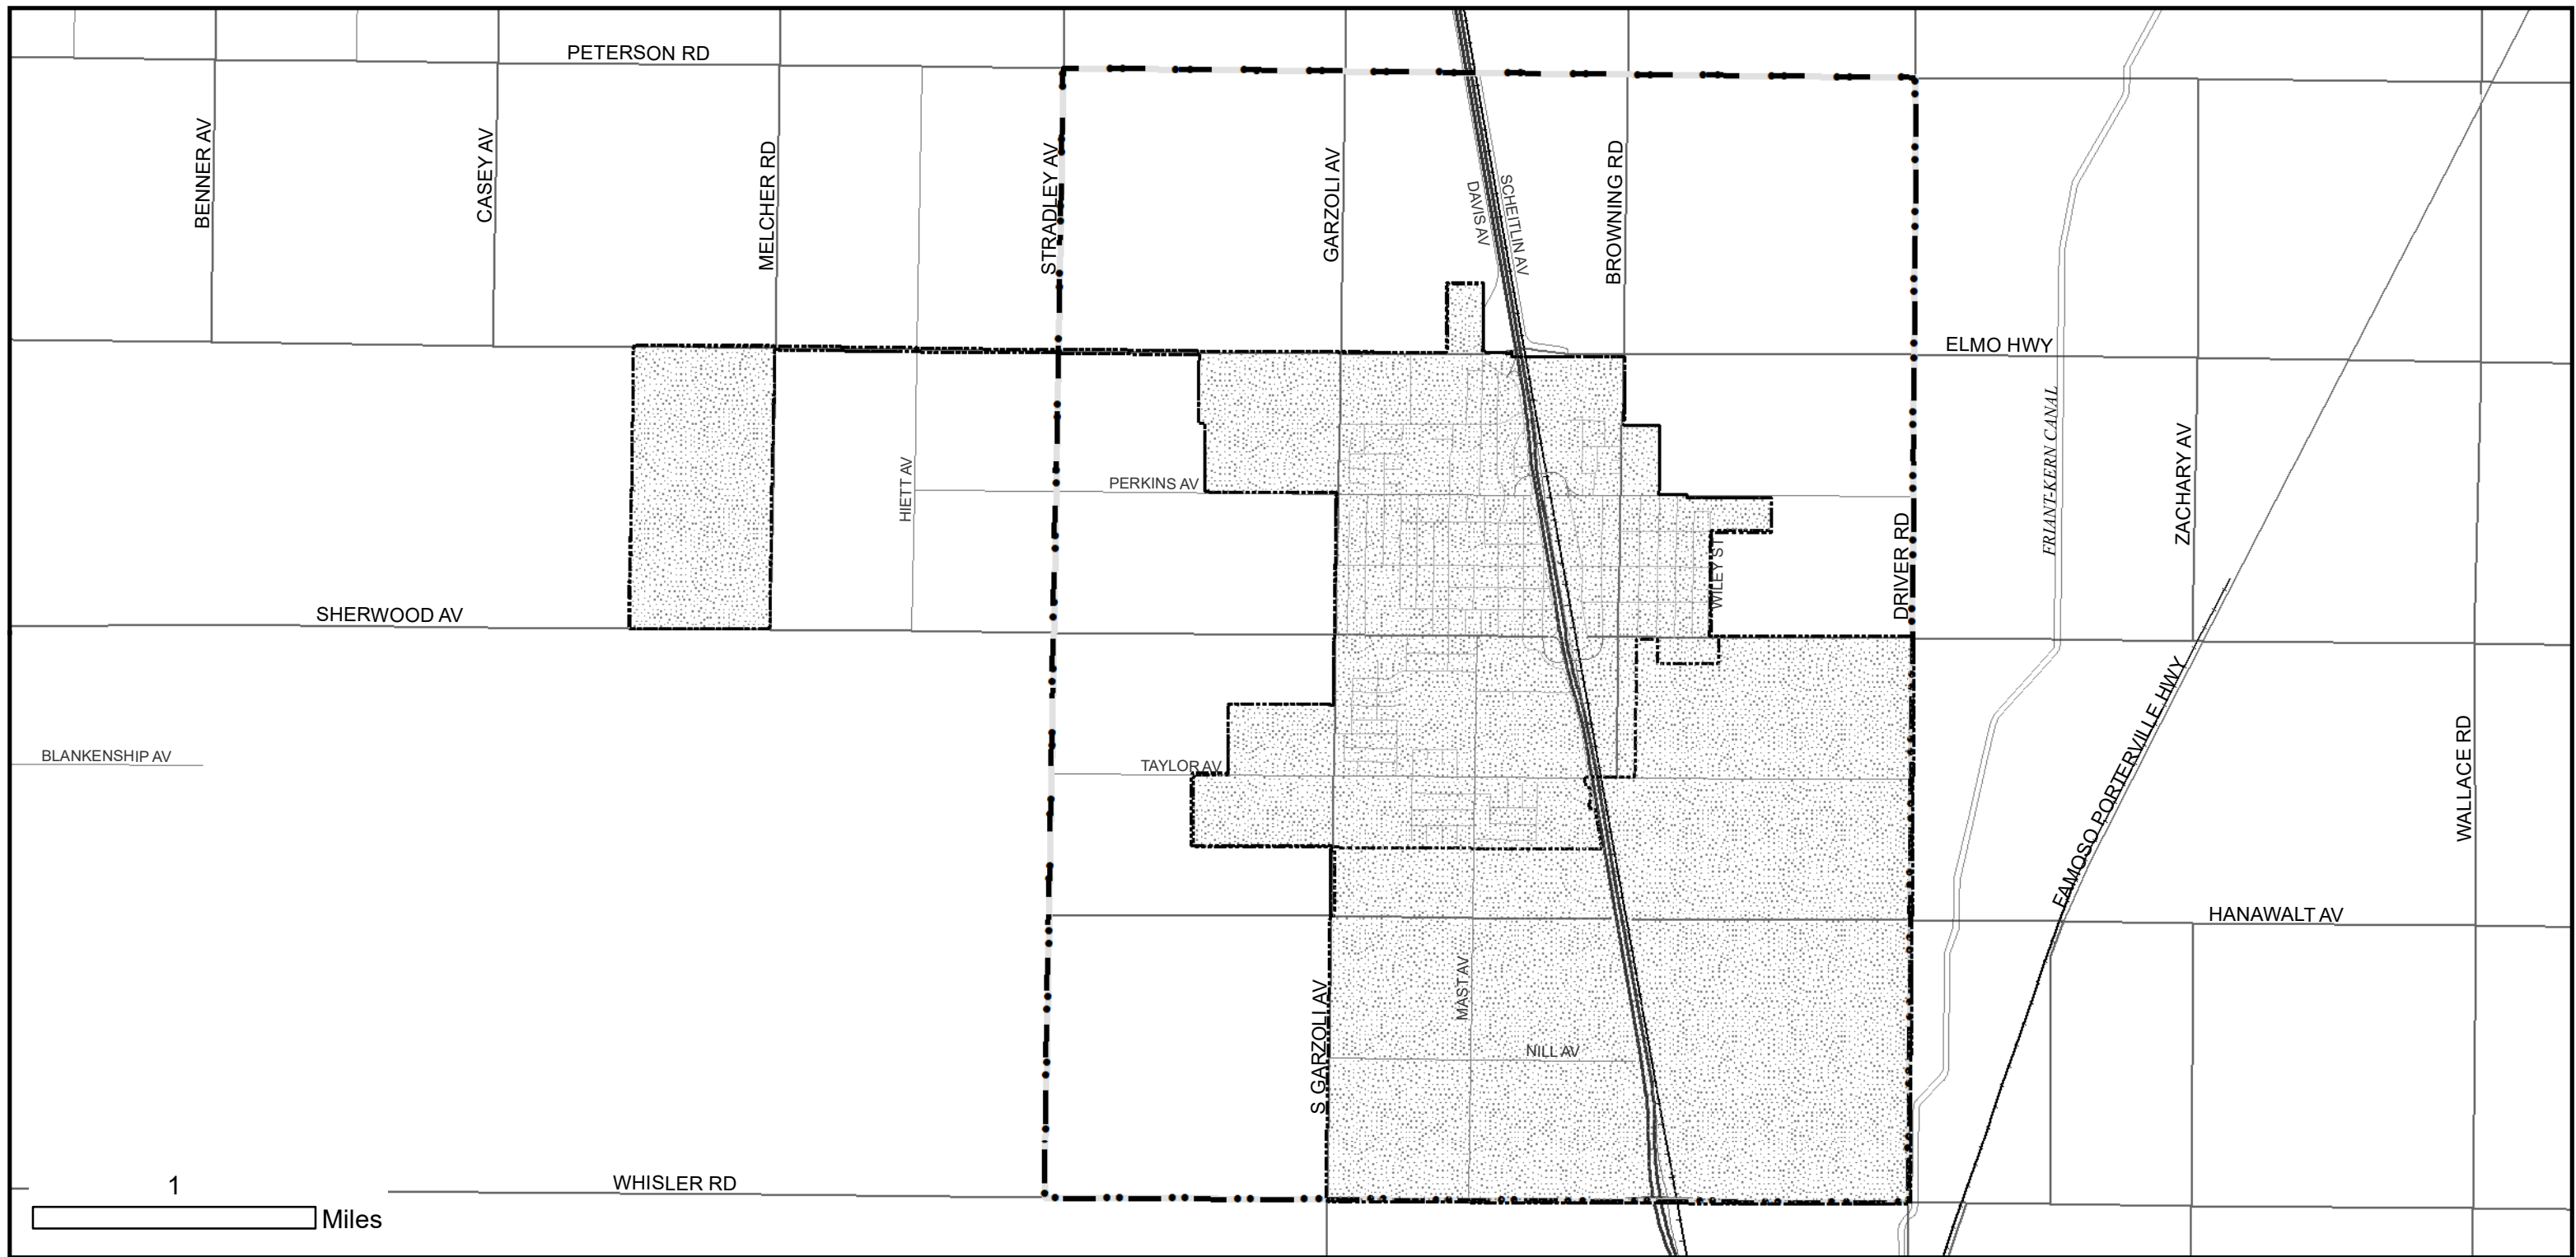 PETERSON RD
BENNER AV
CASEY AV
MELCHER RD
STRADLEY AV
GARZOLI AV
DAVIS AV
SCHEITLIN AV
BROWNING RD
ELMO HWY
HIETT AV
PERKINS AV
WILEY ST
DRIVER RD
FRIANT-KERN CANAL
ZACHARY AV
SHERWOOD AV
BLANKENSHIP AV
TAYLOR AV
FAMOSO PORTERVILLE HWY
WALLACE RD
HANAWALT AV
S GARZOLI AV
MAST AV
NILL AV
WHISLER RD
1
Miles